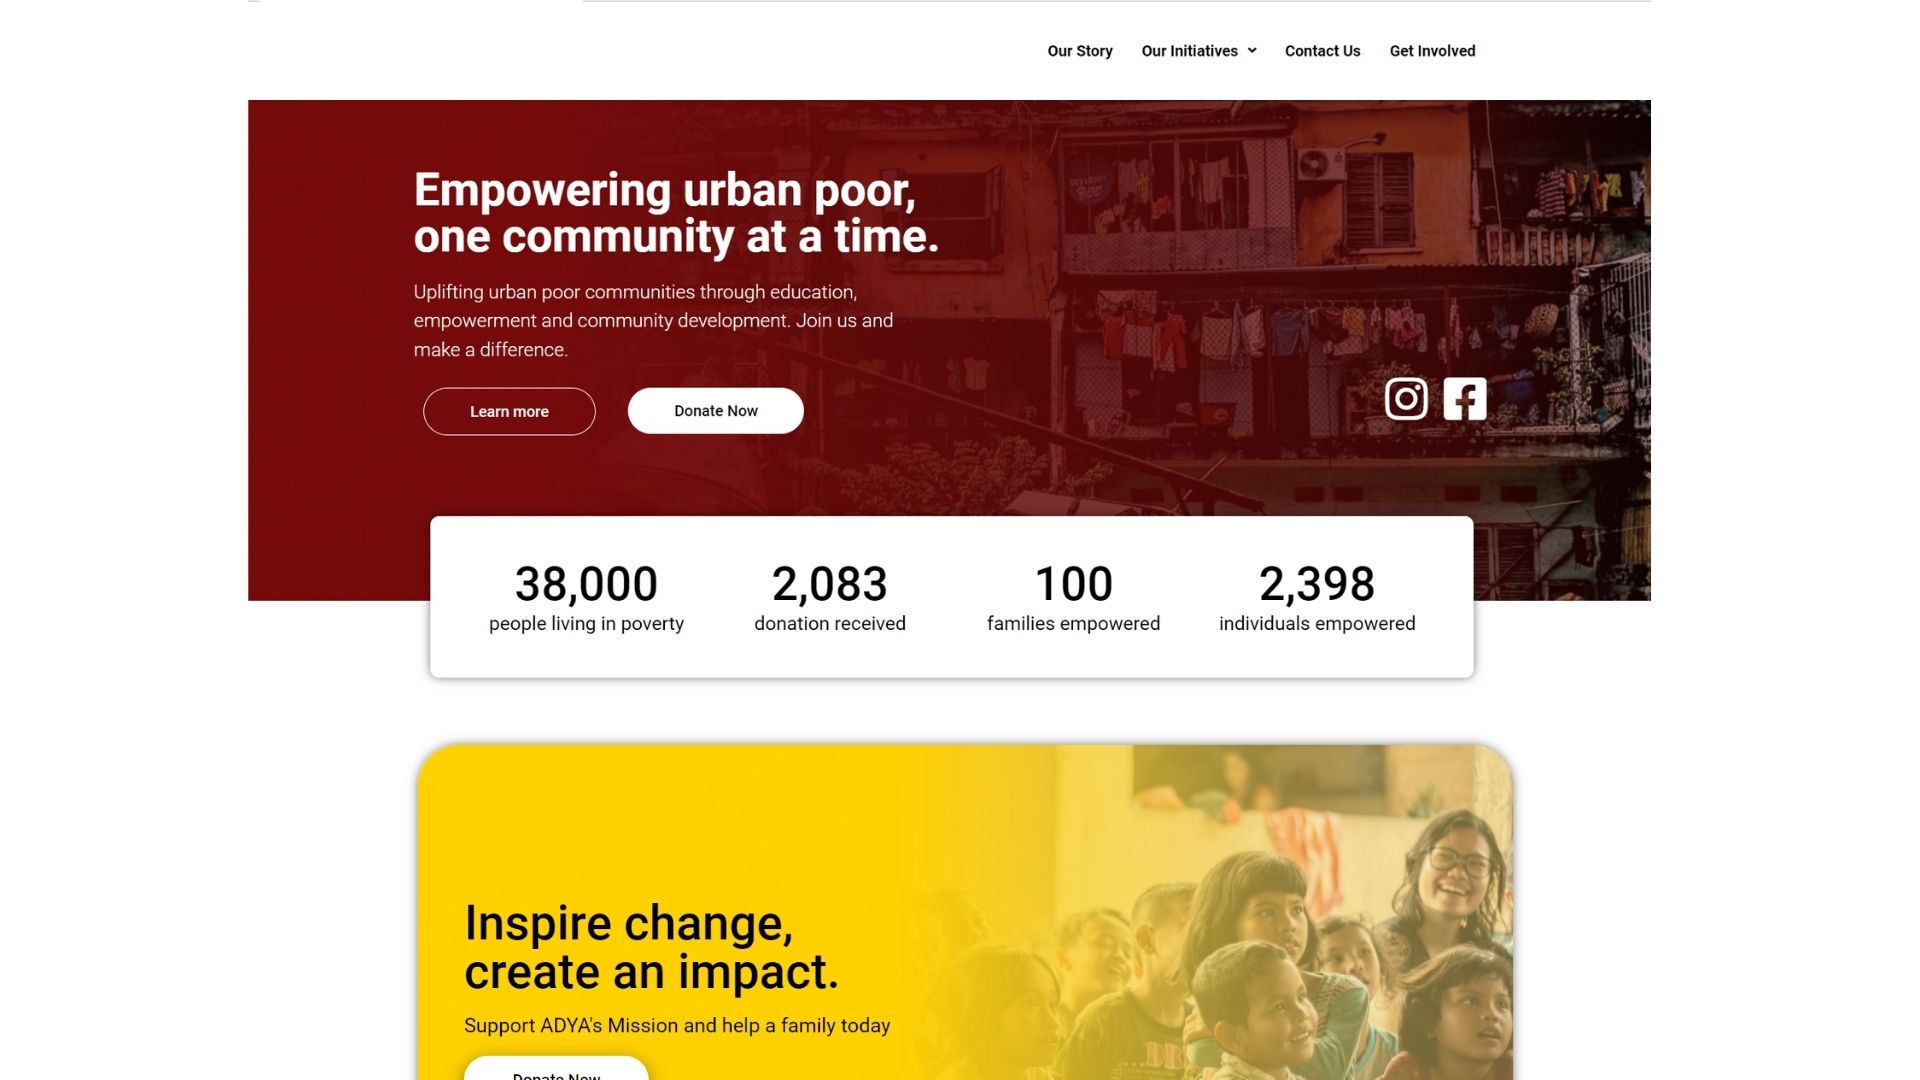 Our Story
Our Initiatives
Contact Us
Get Involved
Empowering urban poor,
one community at a time.
Uplifting urban poor communities through education,
empowerment and community development. Join us and
make a difference.
Learn more
Donate Now
38,000
people living in poverty
2,083
donation received
100
families empowered
2,398
individuals empowered
Inspire change,
create an impact.
Support ADYA's Mission and help a family today
Donate Now